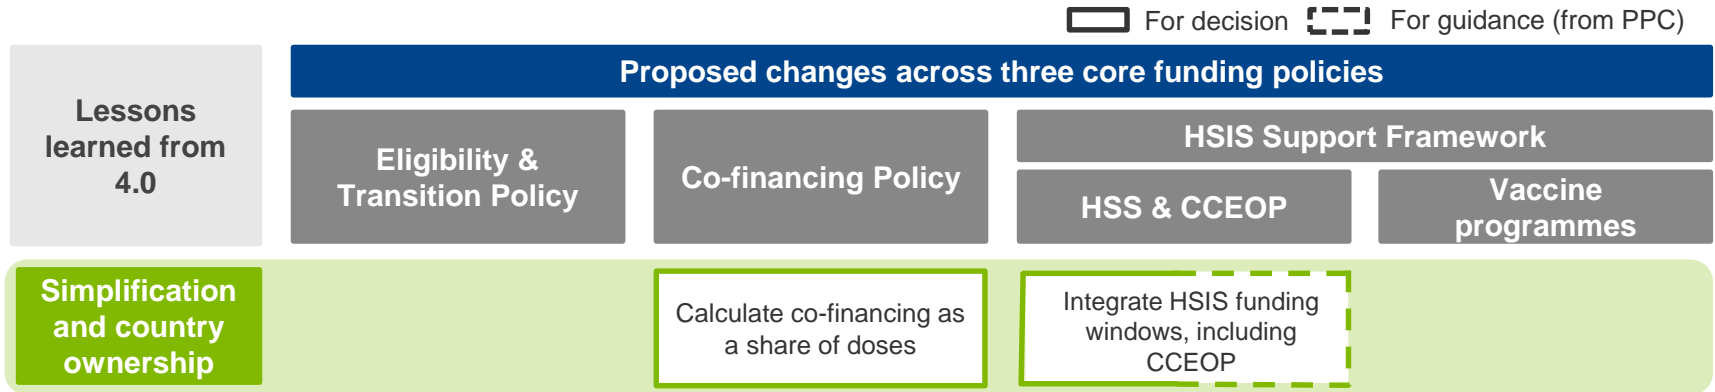 For decision
For guidance (from PPC)
Lessons
learned from
4.0
Proposed changes across three core funding policies
Eligibility &
Transition Policy
Co-financing Policy
HSIS Support Framework
HSS & CCEOP
Vaccine
programmes
Simplification
and country
ownership
Calculate co-financing as
a share of doses
Integrate HSIS funding
windows, including
CCEOP